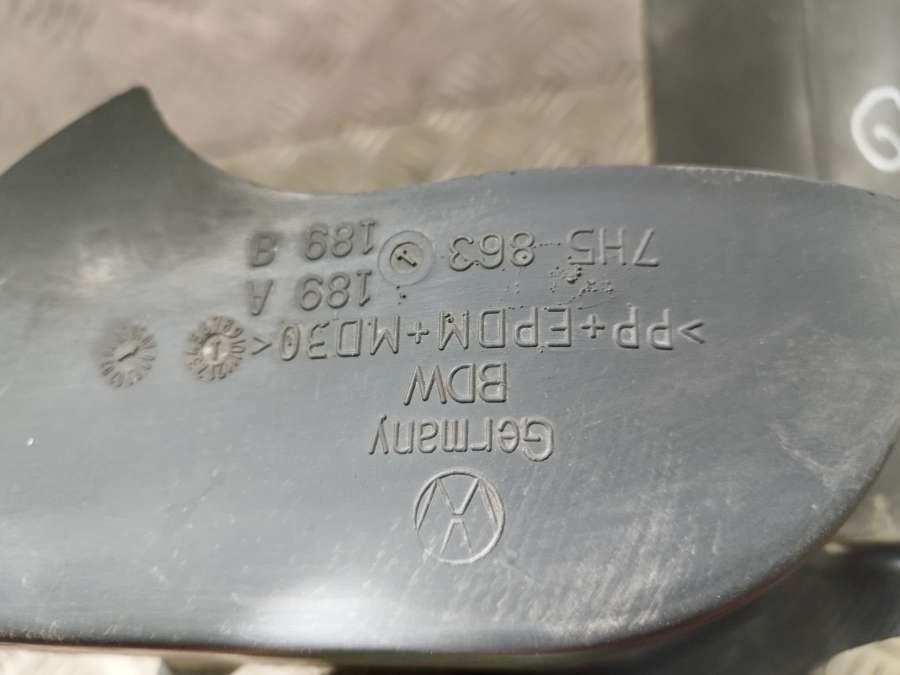 Germany
BDW
>PP+EPDM+MD30<
189 A
7H5 863 189 B